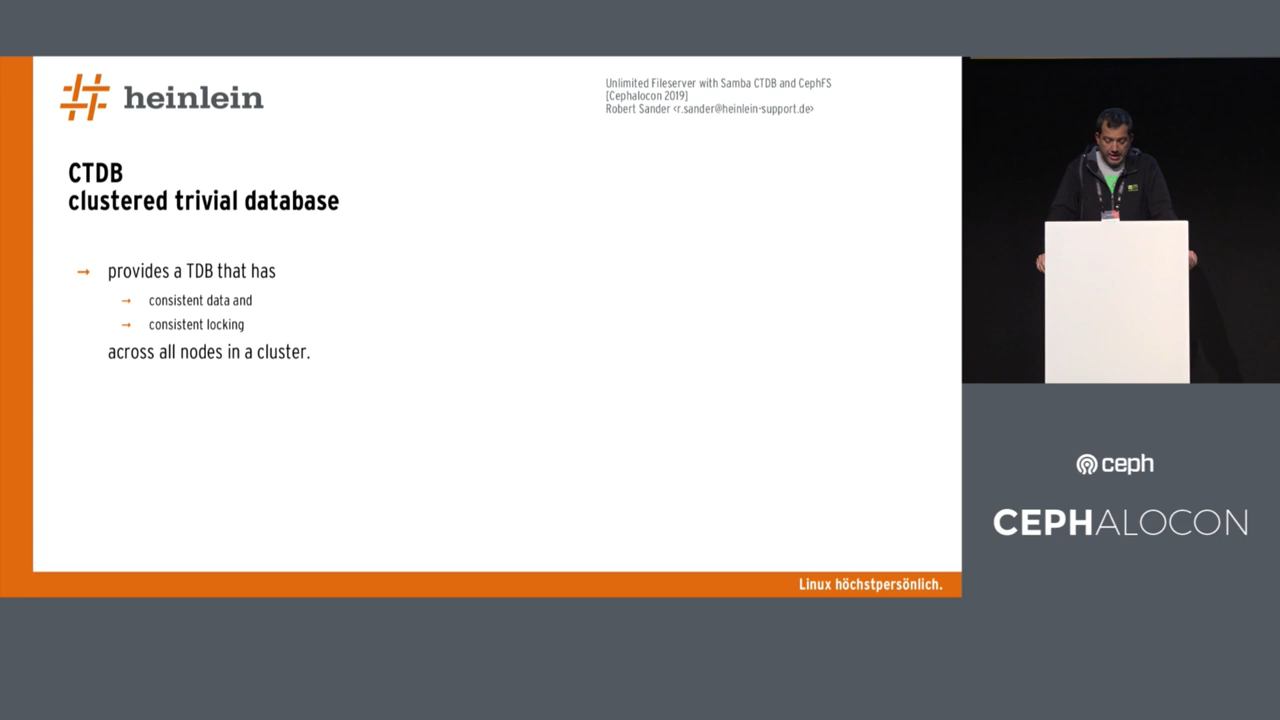 heinlein
Unlimited Fileserver with Samba CTDB and CephFS
[Cephalocon 2019]
Robert Sander <r.sander@heinlein-support.de>
CTDB
clustered trivial database
→ provides a TDB that has
→ consistent data and
→ consistent locking
across all nodes in a cluster.
Linux höchstpersönlich.
ceph
CEPHALOCON